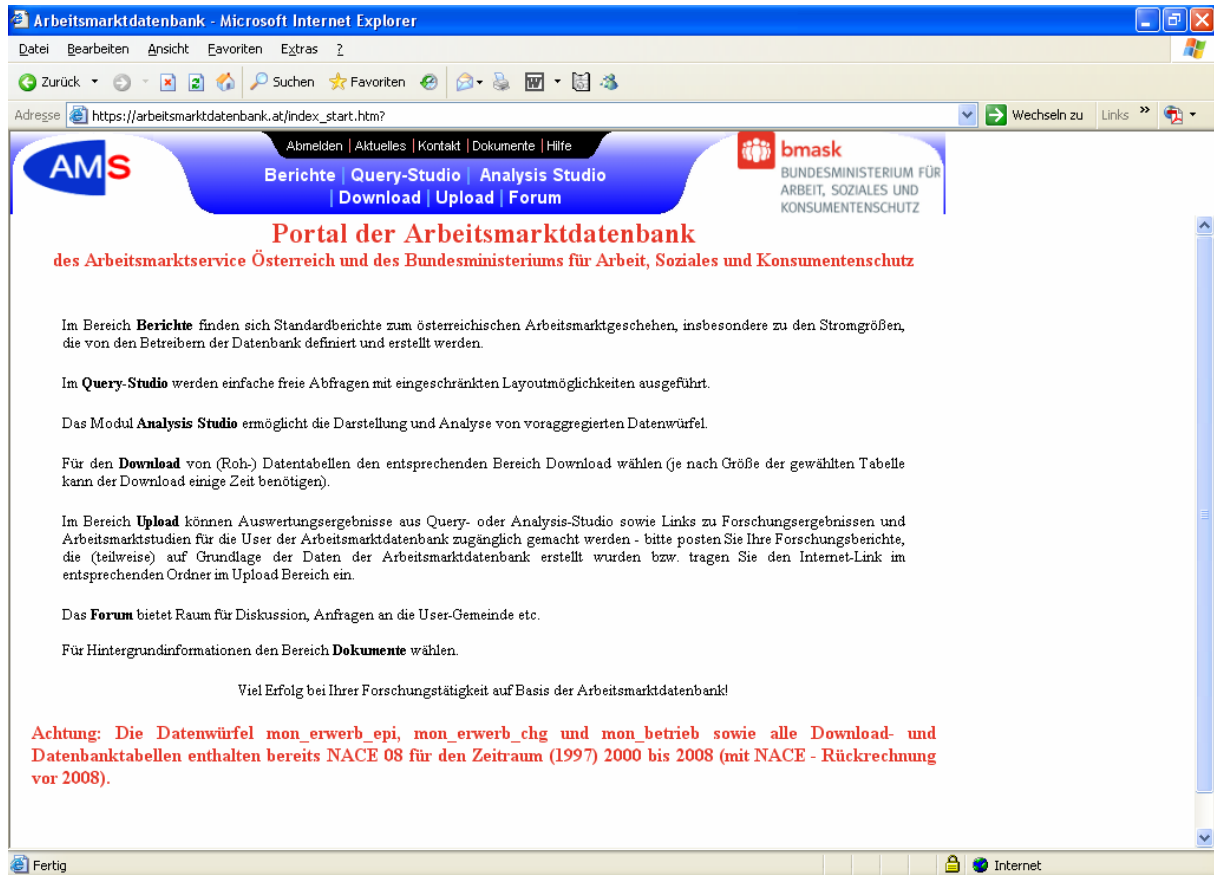 Arbeitsmarktdatenbank - Microsoft Internet Explorer
Datei Bearbeiten Ansicht Favoriten Extras ?
Zurück Suchen Favoriten
Adresse https://arbeitsmarktdatenbank.at/index_start.htm? Wechseln zu Links »
AMS
Abmelden | Aktuelles | Kontakt | Dokumente | Hilfe
Berichte | Query-Studio | Analysis Studio
| Download | Upload | Forum
bmask
BUNDESMINISTERIUM FÜR
ARBEIT, SOZIALES UND
KONSUMENTENSCHUTZ
Portal der Arbeitsmarktdatenbank
des Arbeitsmarktservice Österreich und des Bundesministeriums für Arbeit, Soziales und Konsumentenschutz
Im Bereich Berichte finden sich Standardberichte zum österreichischen Arbeitsmarktgeschehen, insbesondere zu den Stromgrößen,
die von den Betreibern der Datenbank definiert und erstellt werden.
Im Query-Studio werden einfache freie Abfragen mit eingeschränkten Layoutmöglichkeiten ausgeführt.
Das Modul Analysis Studio ermöglicht die Darstellung und Analyse von voraggregierten Datenwürfel.
Für den Download von (Roh-) Datentabellen den entsprechenden Bereich Download wählen (je nach Größe der gewählten Tabelle
kann der Download einige Zeit benötigen).
Im Bereich Upload können Auswertungsergebnisse aus Query- oder Analysis-Studio sowie Links zu Forschungsergebnissen und
Arbeitsmarktstudien für die User der Arbeitsmarktdatenbank zugänglich gemacht werden - bitte posten Sie Ihre Forschungsberichte,
die (teilweise) auf Grundlage der Daten der Arbeitsmarktdatenbank erstellt wurden bzw. tragen Sie den Internet-Link im
entsprechenden Ordner im Upload Bereich ein.
Das Forum bietet Raum für Diskussion, Anfragen an die User-Gemeinde etc.
Für Hintergrundinformationen den Bereich Dokumente wählen.
Viel Erfolg bei Ihrer Forschungstätigkeit auf Basis der Arbeitsmarktdatenbank!
Achtung: Die Datenwürfel mon_erwerb_epi, mon_erwerb_chg und mon_betrieb sowie alle Download- und
Datenbanktabellen enthalten bereits NACE 08 für den Zeitraum (1997) 2000 bis 2008 (mit NACE - Rückrechnung
vor 2008).
Fertig Internet